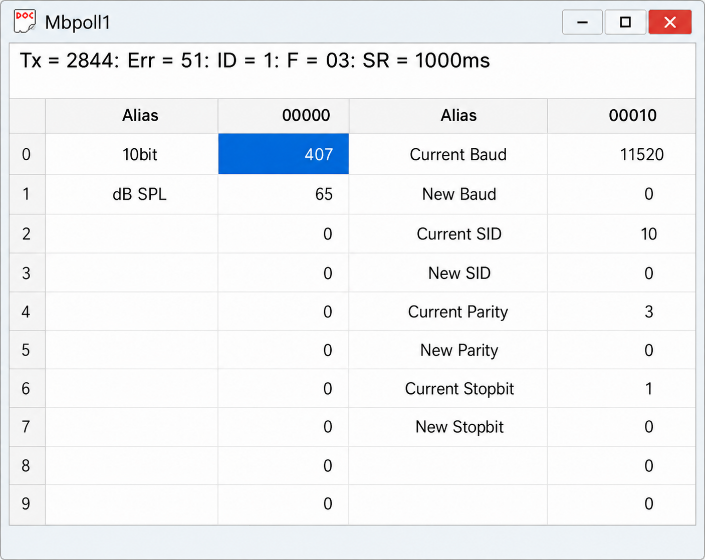 DOC
Mbpoll1
Tx = 2844: Err = 51: ID = 1: F = 03: SR = 1000ms
Alias 00000 Alias 00010
0 10bit 407 Current Baud 11520
1 dB SPL 65 New Baud 0
2 0 Current SID 10
3 0 New SID 0
4 0 Current Parity 3
5 0 New Parity 0
6 0 Current Stopbit 1
7 0 New Stopbit 0
8 0 0
9 0 0